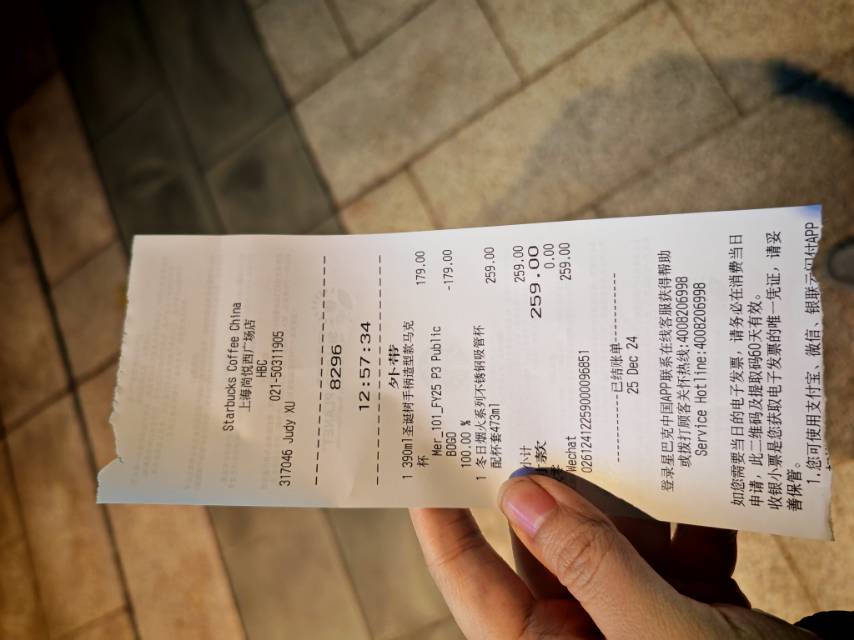 Starbucks Coffee China
上海尚悦西广场店
HBC
021-50311905
317046 Judy XU
8296
12:57:34
外带
1 390ml圣诞树手柄造型款马克杯 179.00
Mer_101_FY25 P3 Public -179.00
BOGO
100.00 %
1 冬日烟火系列不锈钢吸管杯 259.00
配杯套473ml
小计 259.00
款 259.00
0.00
Wechat 259.00
02612412259000096851
已结账单
25 Dec 24
登录星巴克中国APP联系在线客服获得帮助
或拨打顾客关怀热线:4008206998
Service Hotline:4008206998
如您需要当日的电子发票，请务必在消费当日
申请，此二维码及提取码60天有效。
收银小票是您获取电子发票的唯一凭证，请妥
善保管。
1.您可使用支付宝、微信、银联云闪付APP